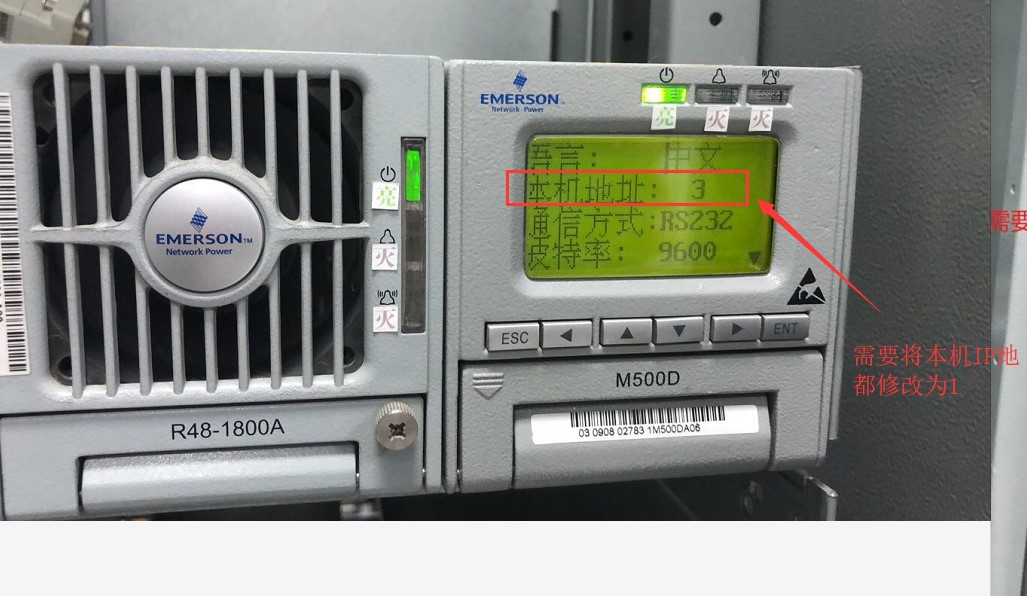 EMERSON
Network Power
亮
灭
灭
R48-1800A
EMERSON
Network Power
亮
灭
灭
语言: 中文
本机地址: 3
通信方式:RS232
波特率: 9600
ESC
ENT
M500D
03 0908 02783 1M500DA06
需要将本机IP地
都修改为1
需要